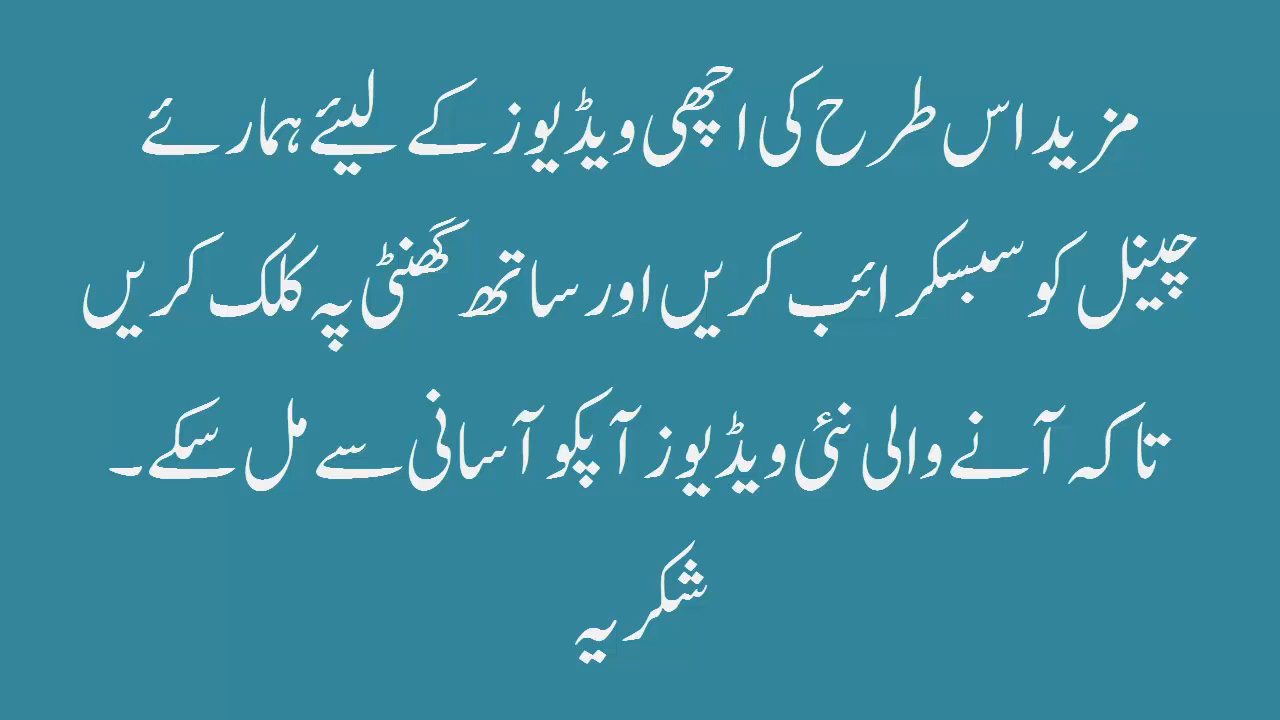 مزید اس طرح کی اچھی ویڈیوز کے لیئے ہمارئے
چینل کو سبسکرائب کریں اور ساتھ گھنٹی پہ کلک کریں
تاکہ آنے والی نئی ویڈیوز آپکو آسانی سے مل سکے۔
شکریہ